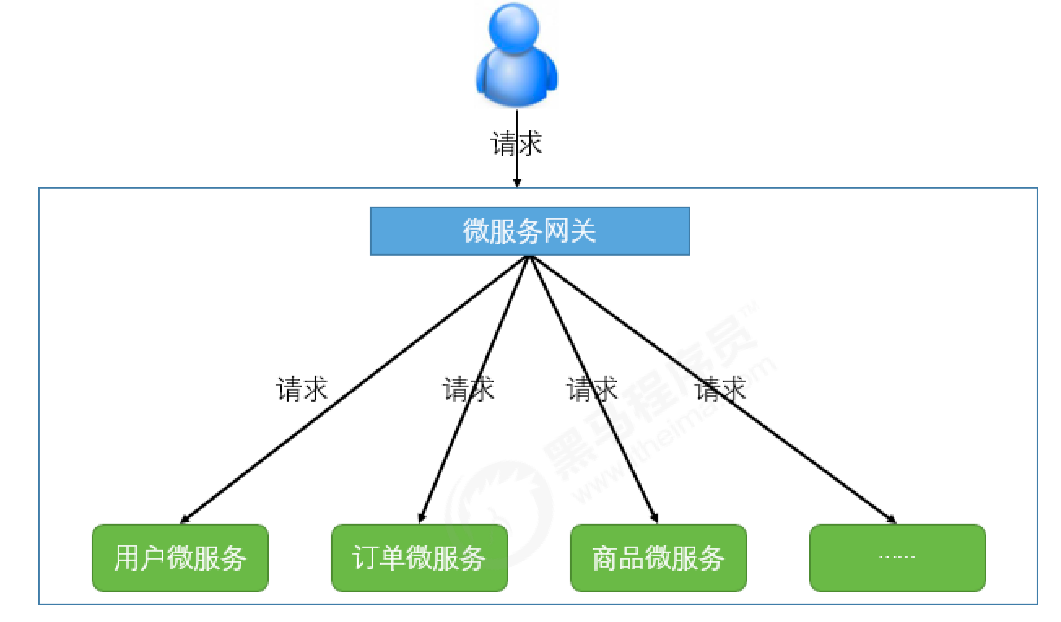 请求
微服务网关
请求 请求 请求 请求
黑马程序员™
www.itheima.com
用户微服务 订单微服务 商品微服务 ……